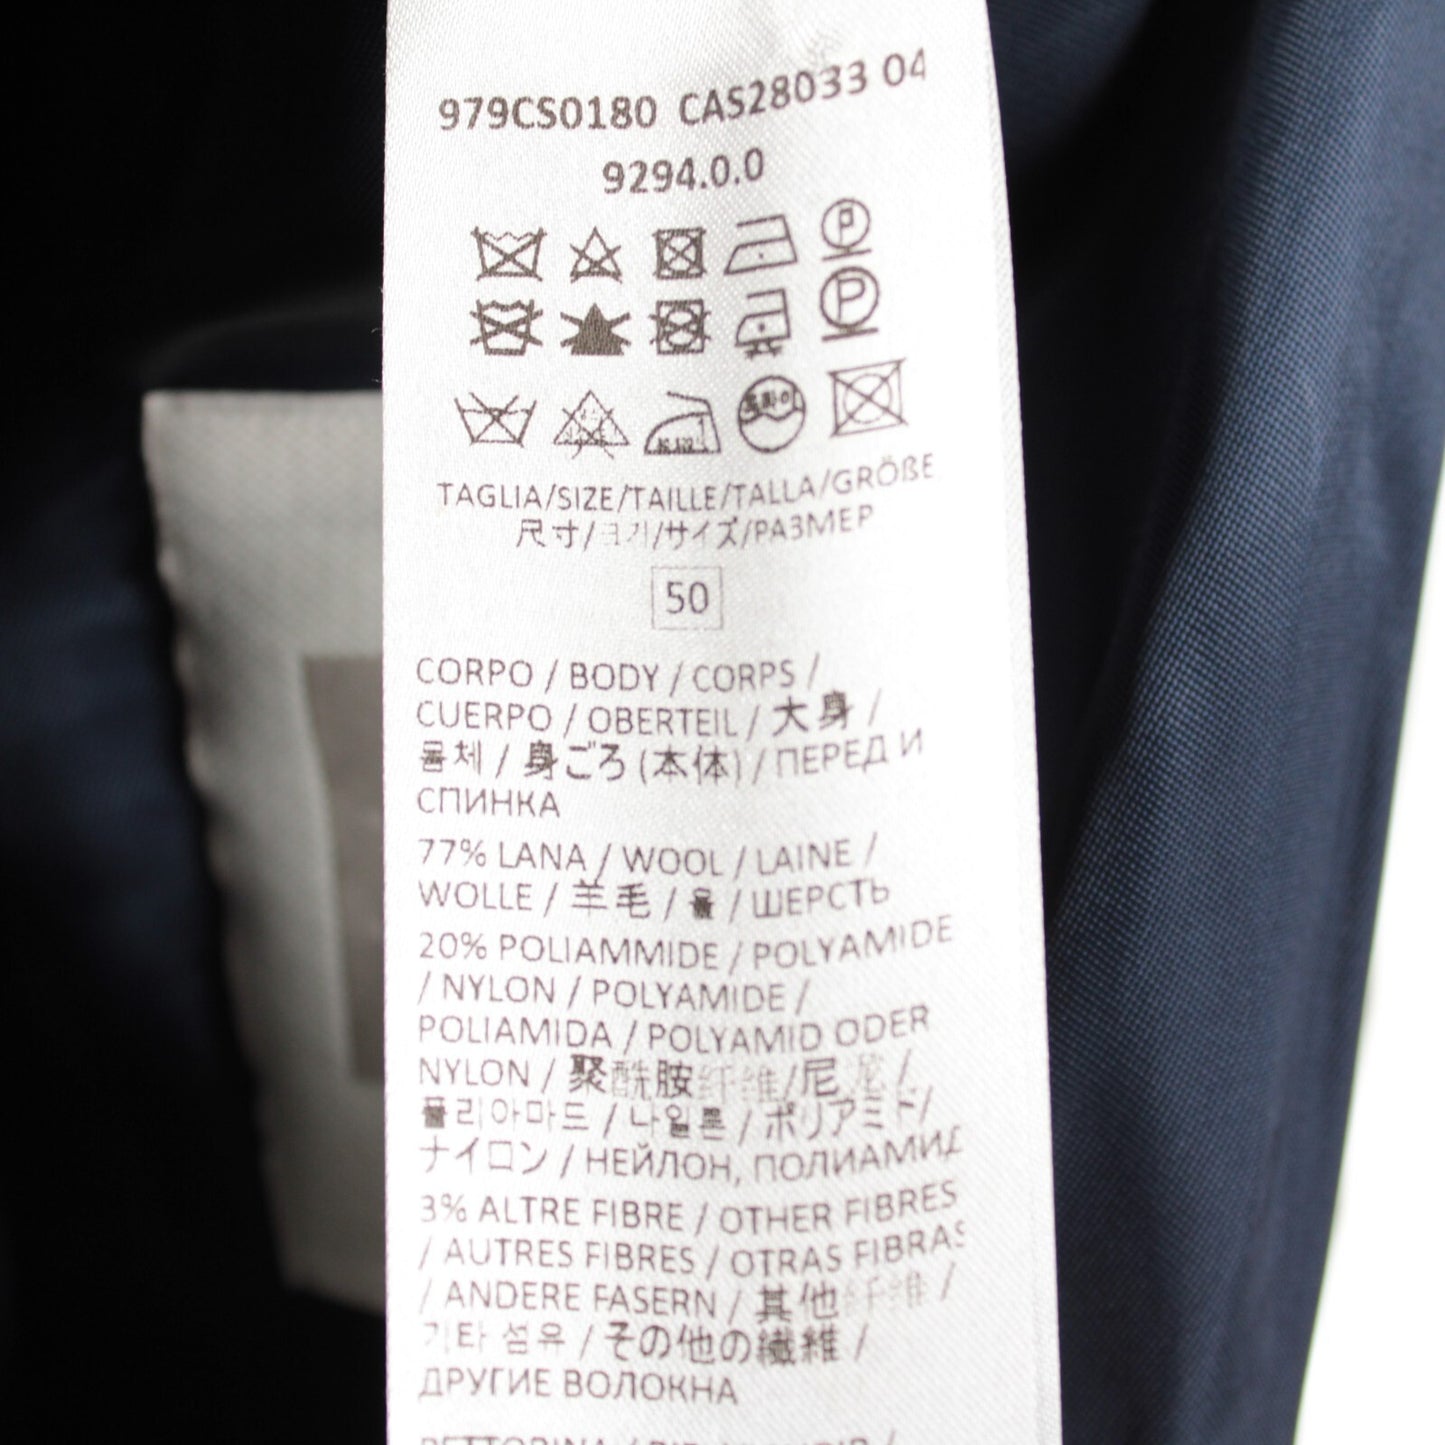 979CS0180 CAS28033 04
9294.0.0
TAGLIA/SIZE/TAILLE/TALLA/GRÖßE
尺寸/크기/サイズ/РАЗМЕР
50
CORPO / BODY / CORPS /
CUERPO / OBERTEIL / 大身 /
몸체 / 身ごろ (本体) / ПЕРЕД И
СПИНКА
77% LANA / WOOL / LAINE /
WOLLE / 羊毛 / 울 / ШЕРСТЬ
20% POLIAMMIDE / POLYAMIDE
/ NYLON / POLYAMIDE /
POLIAMIDA / POLYAMID ODER
NYLON / 聚酰胺纤维/尼龙 /
폴리아마드 / 나일론 / ポリアミド/
ナイロン / НЕЙЛОН, ПОЛИАМИД
3% ALTRE FIBRE / OTHER FIBRES
/ AUTRES FIBRES / OTRAS FIBRAS
/ ANDERE FASERN / 其他纤维 /
기타 섬유 / その他の繊維 /
ДРУГИЕ ВОЛОКНА